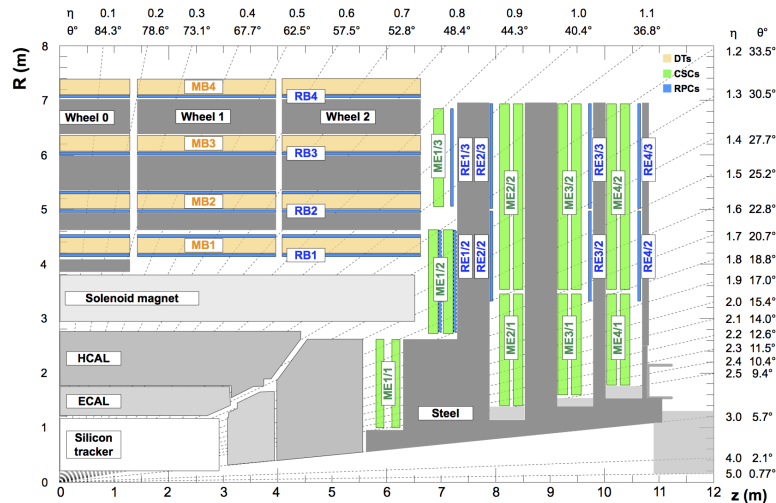 η 0.1 0.2 0.3 0.4 0.5 0.6 0.7 0.8 0.9 1.0 1.1 η θ°
θ° 84.3° 78.6° 73.1° 67.7° 62.5° 57.5° 52.8° 48.4° 44.3° 40.4° 36.8°
R (m)
8
7
6
5
4
3
2
1
0
1.2 33.5°
1.3 30.5°
1.4 27.7°
1.5 25.2°
1.6 22.8°
1.7 20.7°
1.8 18.8°
1.9 17.0°
2.0 15.4°
2.1 14.0°
2.2 12.6°
2.3 11.5°
2.4 10.4°
2.5 9.4°
3.0 5.7°
4.0 2.1°
5.0 0.77°
DTs
CSCs
RPCs
MB4
RB4
Wheel 0
Wheel 1
Wheel 2
MB3
RB3
MB2
RB2
MB1
RB1
Solenoid magnet
HCAL
ECAL
Silicon
tracker
Steel
ME1/3
RE1/3
RE2/3
ME2/2
ME3/2
RE3/3
ME4/2
RE4/3
ME1/2
RE1/2
RE2/2
RE3/2
RE4/2
ME1/1
ME2/1
ME3/1
ME4/1
0 1 2 3 4 5 6 7 8 9 10 11 12
z (m)